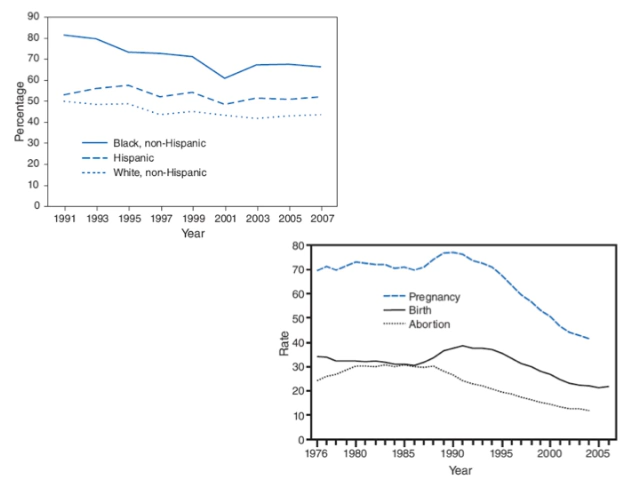 90
80
70
60
50
40
30
20
10
0
Percentage
Black, non-Hispanic
Hispanic
White, non-Hispanic
1991 1993 1995 1997 1999 2001 2003 2005 2007
Year
80
70
60
50
40
30
20
10
0
Rate
Pregnancy
Birth
Abortion
1976 1980 1985 1990 1995 2000 2005
Year